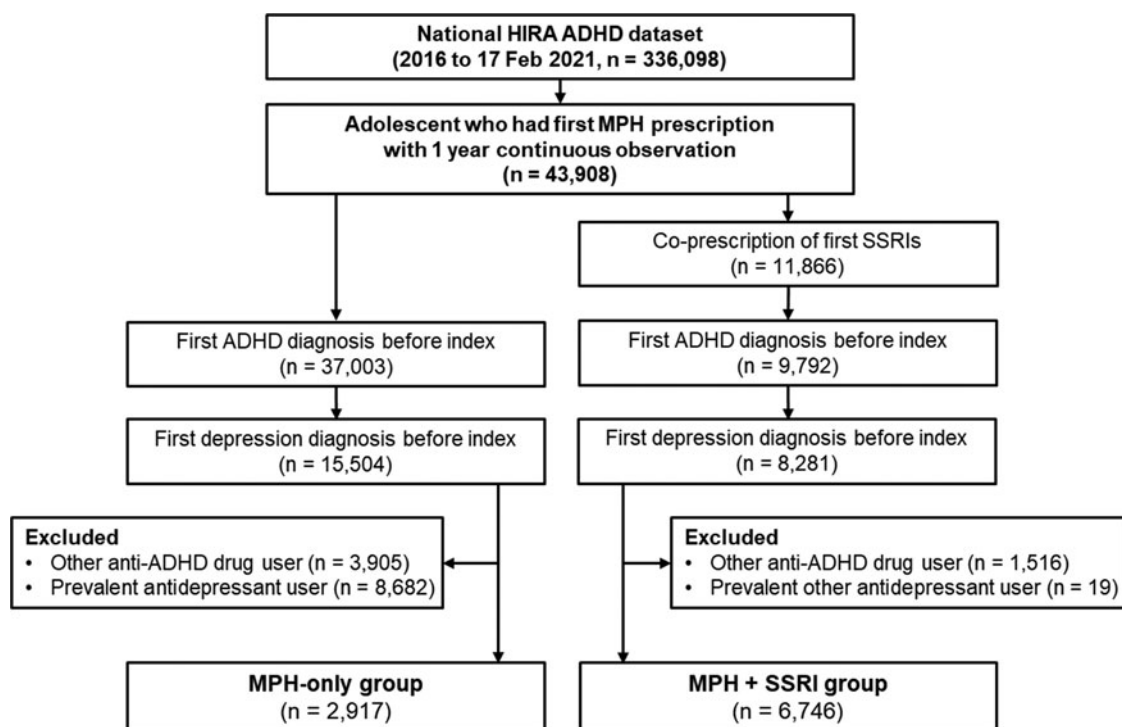 National HIRA ADHD dataset
(2016 to 17 Feb 2021, n = 336,098)
Adolescent who had first MPH prescription
with 1 year continuous observation
(n = 43,908)
Co-prescription of first SSRIs
(n = 11,866)
First ADHD diagnosis before index
(n = 37,003)
First ADHD diagnosis before index
(n = 9,792)
First depression diagnosis before index
(n = 15,504)
First depression diagnosis before index
(n = 8,281)
Excluded
• Other anti-ADHD drug user (n = 3,905)
• Prevalent antidepressant user (n = 8,682)
Excluded
• Other anti-ADHD drug user (n = 1,516)
• Prevalent other antidepressant user (n = 19)
MPH-only group
(n = 2,917)
MPH + SSRI group
(n = 6,746)